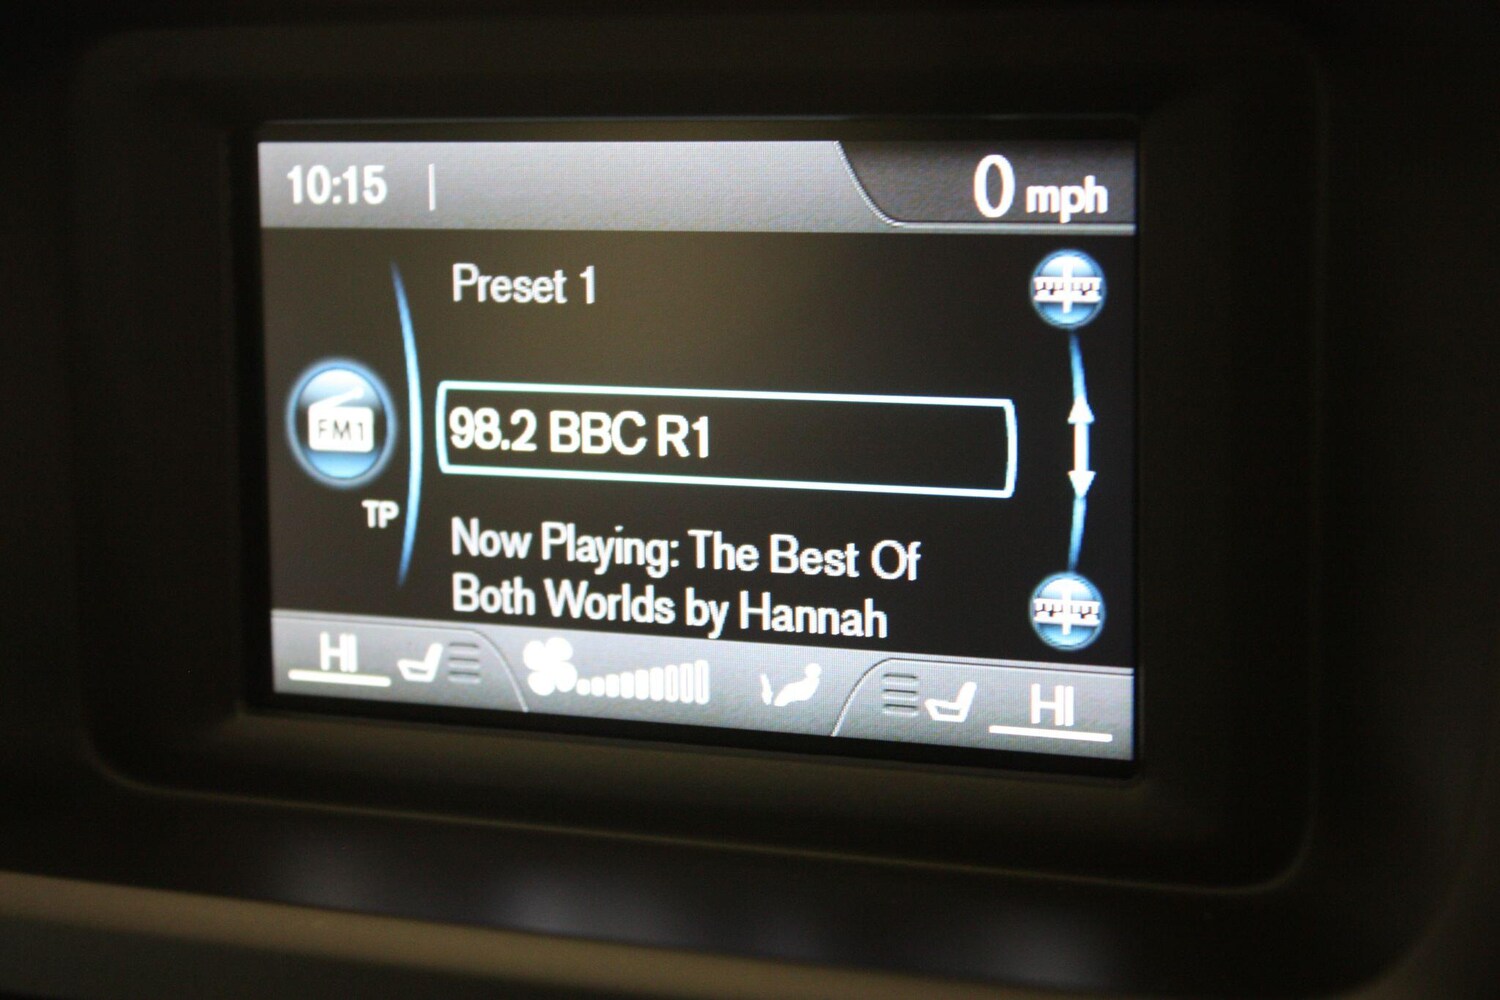 10:15 | 0 mph
Preset 1
98.2 BBC R1
FM1
TP
Now Playing: The Best Of
Both Worlds by Hannah
HI HI